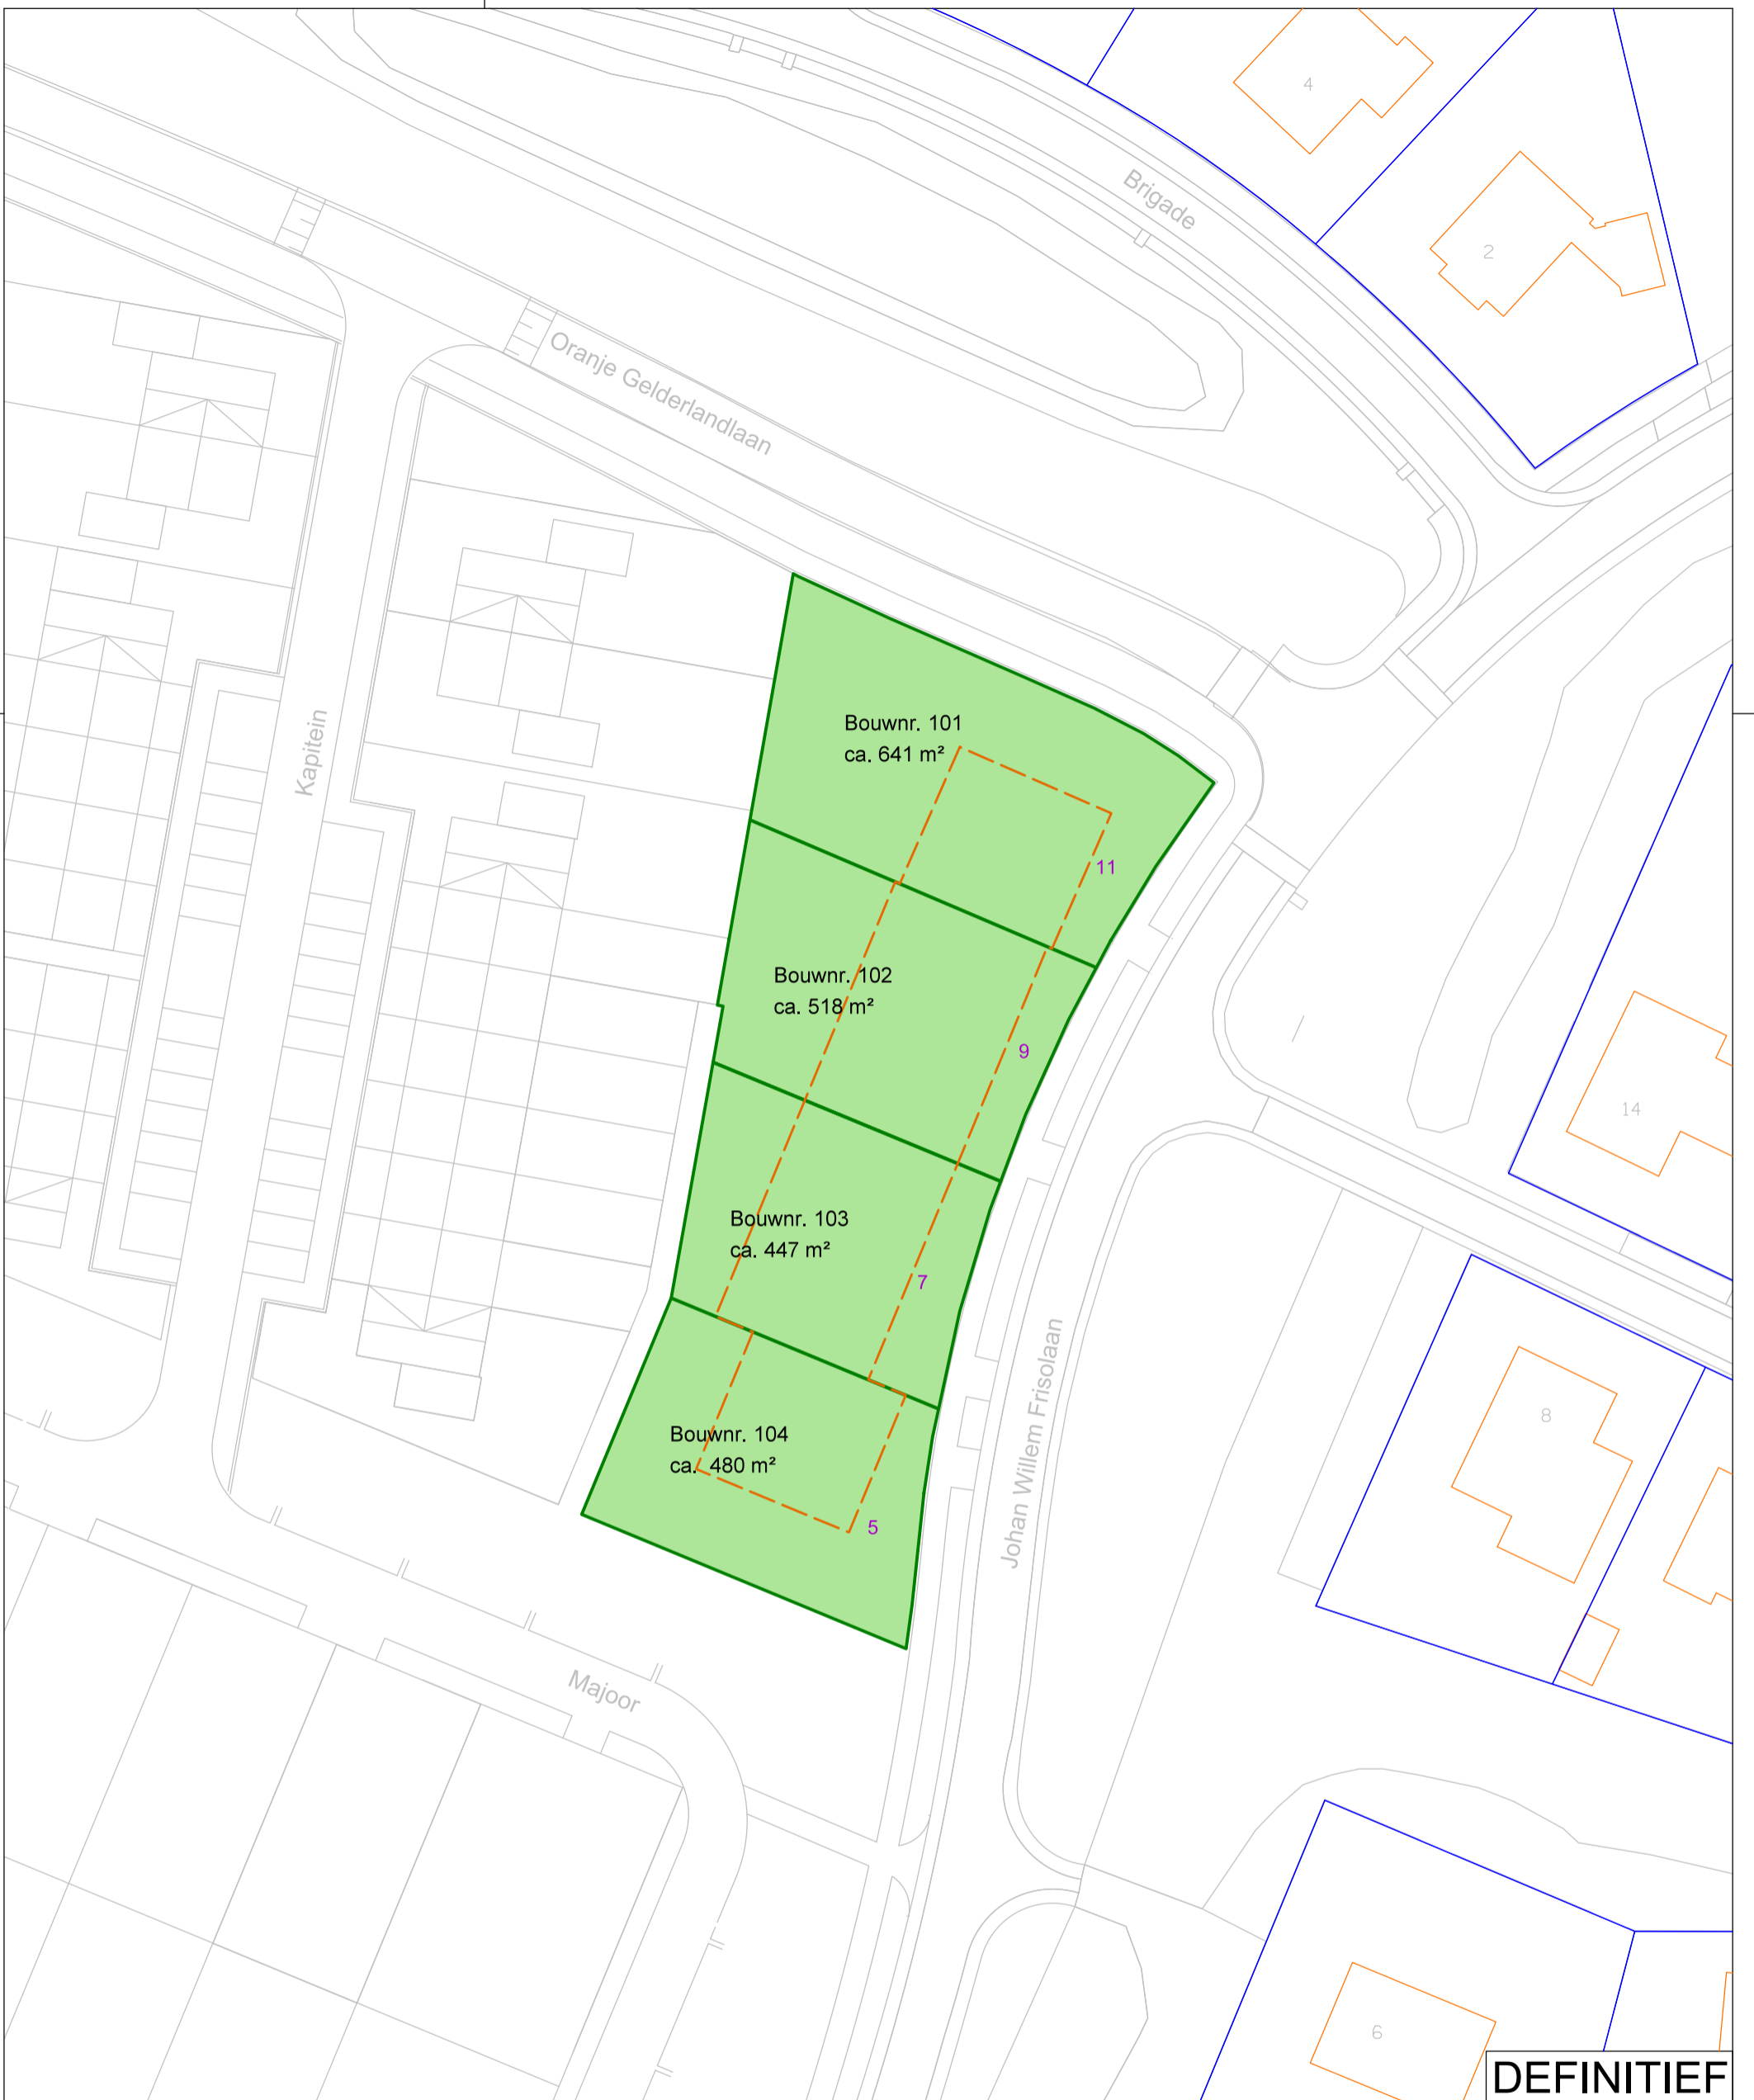 4
Brigade
2
Oranje Gelderlandlaan
Kapitein
Bouwnr. 101
ca. 641 m²
11
Bouwnr. 102
ca. 518 m²
9
14
Bouwnr. 103
ca. 447 m²
7
Johan Willem Frisolaan
8
Bouwnr. 104
ca. 480 m²
5
Majoor
6
DEFINITIEF